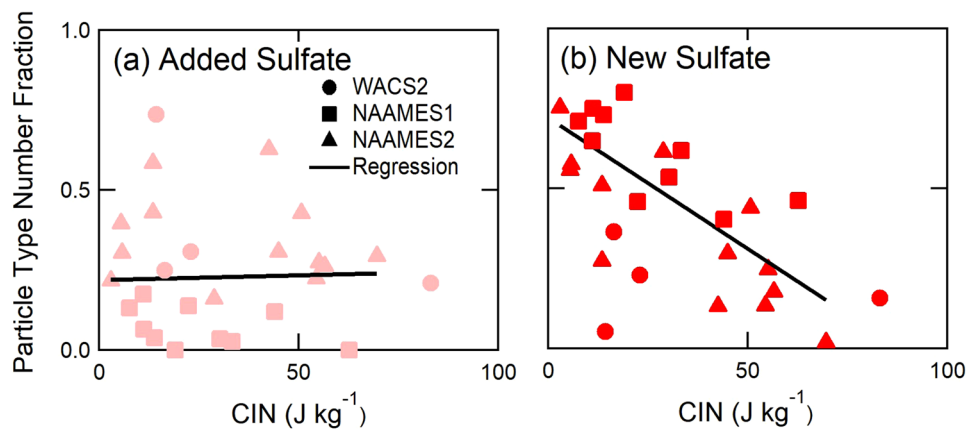 Particle Type Number Fraction
1.0
0.5
0.0
(a) Added Sulfate
WACS2
NAAMES1
NAAMES2
Regression
0
50
100
CIN (J kg⁻¹)
(b) New Sulfate
0
50
100
CIN (J kg⁻¹)